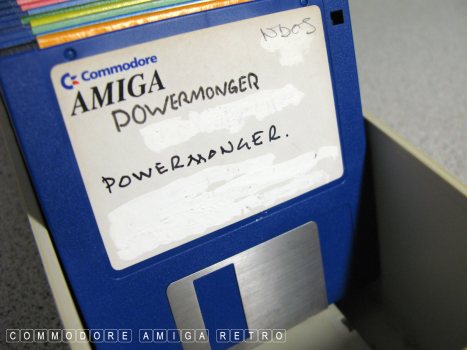 NDOS
Commodore
AMIGA
POWERMONGER
POWERMONGER.
COMMODORE AMIGA RETRO